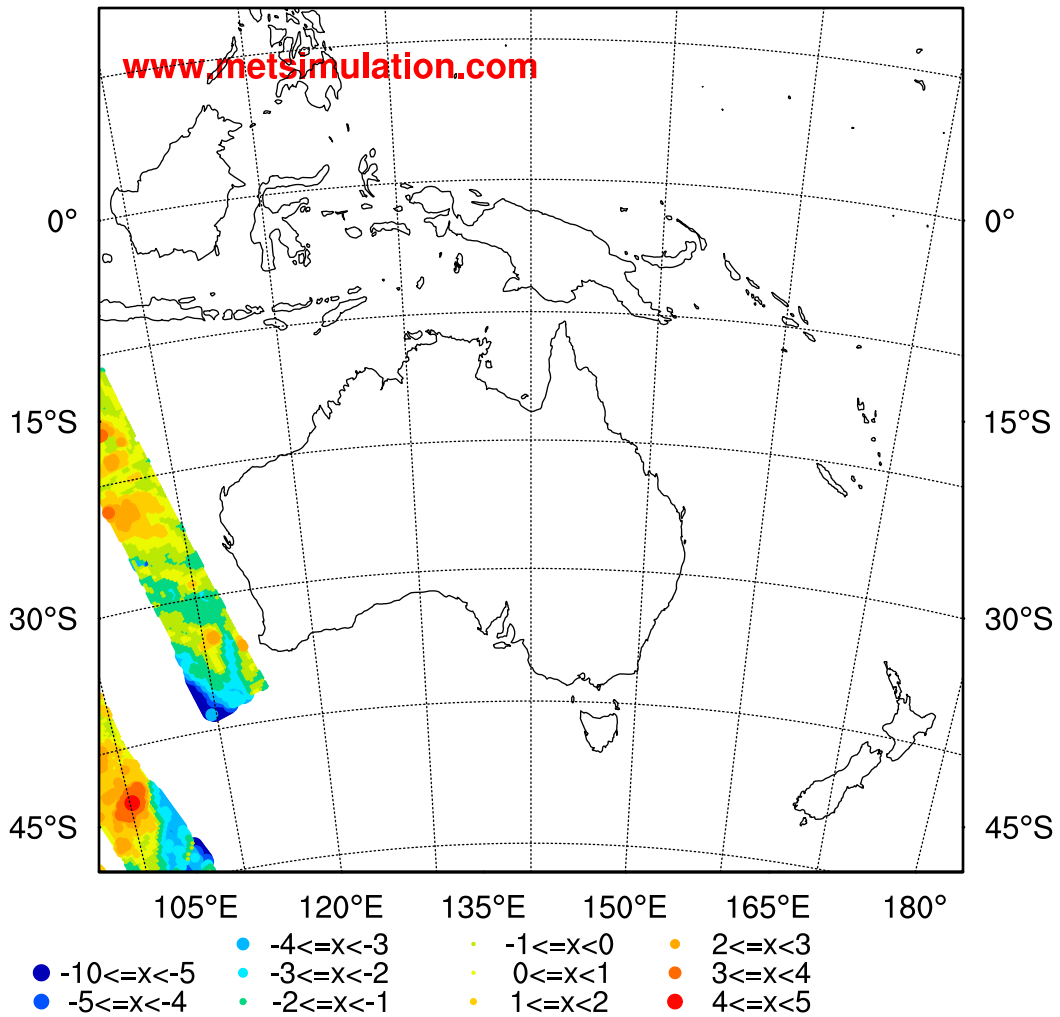 www.metsimulation.com
0° 0°
15°S 15°S
30°S 30°S
45°S 45°S
105°E 120°E 135°E 150°E 165°E 180°
-4<=x<-3 -1<=x<0 2<=x<3
-10<=x<-5 -3<=x<-2 0<=x<1 3<=x<4
-5<=x<-4 -2<=x<-1 1<=x<2 4<=x<5